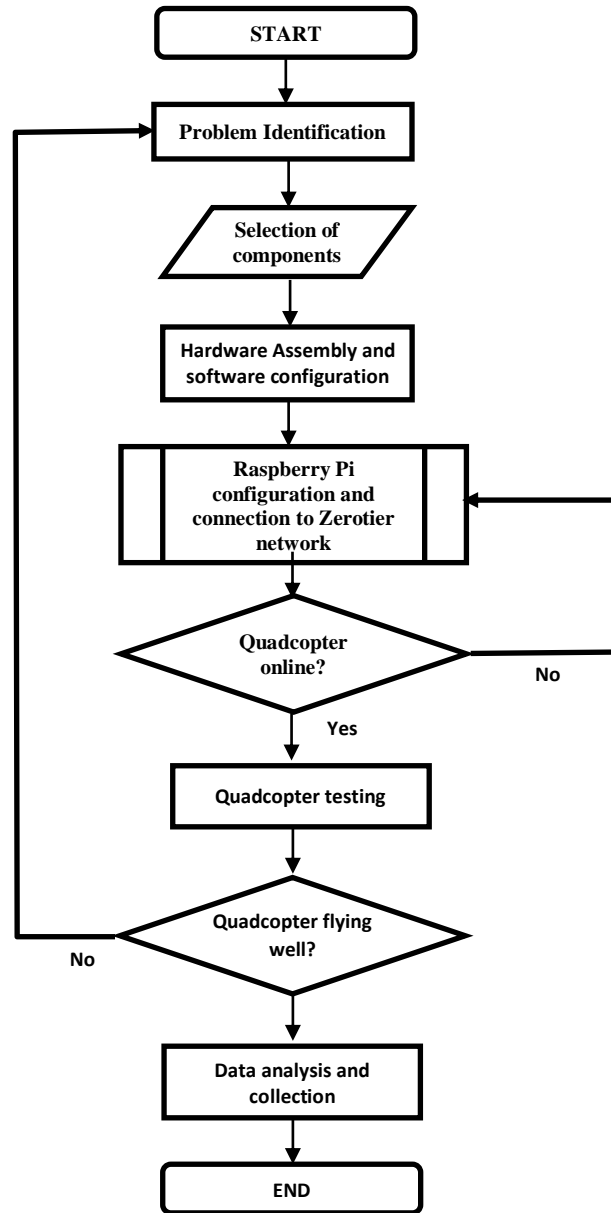 START
Problem Identification
Selection of
components
Hardware Assembly and
software configuration
Raspberry Pi
configuration and
connection to Zerotier
network
Quadcopter
online?
No
Yes
Quadcopter testing
Quadcopter flying
well?
No
Data analysis and
collection
END